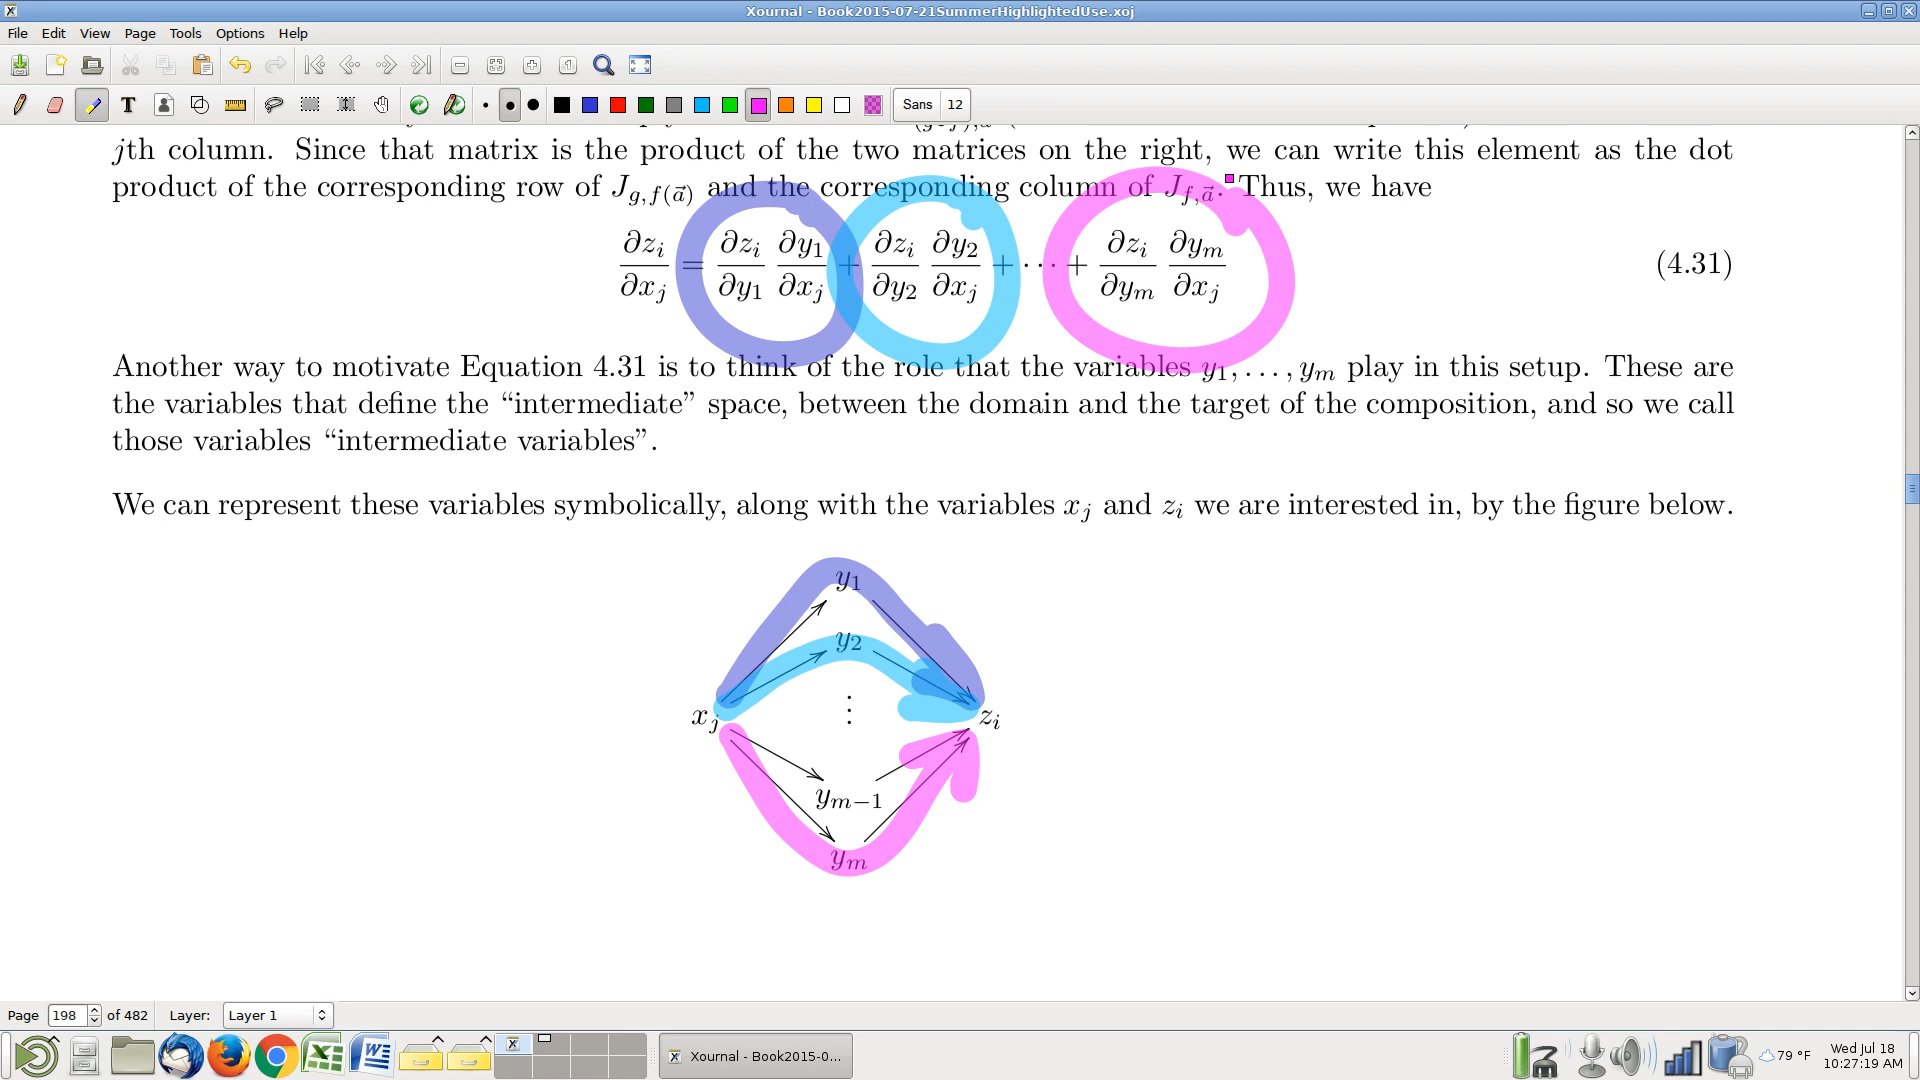 Xournal - Book2015-07-21SummerHighlightedUse.xoj
File Edit View Page Tools Options Help
Sans 12
jth column. Since that matrix is the product of the two matrices on the right, we can write this element as the dot
product of the corresponding row of J_{g,f(\vec{a})} and the corresponding column of J_{f,\vec{a}}. Thus, we have
∂z_i/∂x_j = ∂z_i/∂y_1 ∂y_1/∂x_j + ∂z_i/∂y_2 ∂y_2/∂x_j + ⋯ + ∂z_i/∂y_m ∂y_m/∂x_j (4.31)
Another way to motivate Equation 4.31 is to think of the role that the variables y_1, . . . , y_m play in this setup. These are
the variables that define the “intermediate” space, between the domain and the target of the composition, and so we call
those variables “intermediate variables”.
We can represent these variables symbolically, along with the variables x_j and z_i we are interested in, by the figure below.
y_1
y_2
x_j ⋮ z_i
y_{m−1}
y_m
Page 198 of 482 Layer: Layer 1
Xournal - Book2015-0...
79 °F
Wed Jul 18
10:27:19 AM